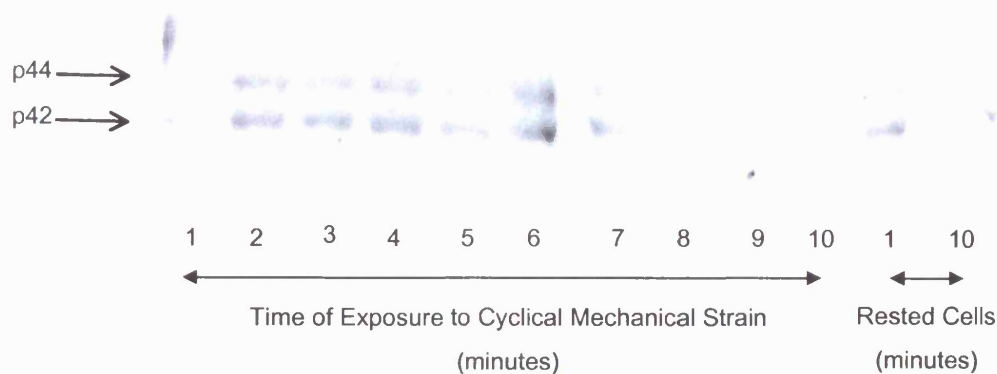 p44
p42
1 2 3 4 5 6 7 8 9 10 1 10
Time of Exposure to Cyclical Mechanical Strain Rested Cells
(minutes) (minutes)